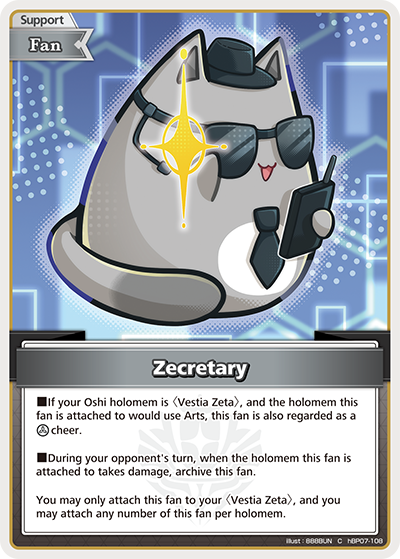 Support
Fan
Zecretary
■If your Oshi holomem is 〈Vestia Zeta〉, and the holomem this
fan is attached to would use Arts, this fan is also regarded as a
cheer.
■During your opponent's turn, when the holomem this fan is
attached to takes damage, archive this fan.
You may only attach this fan to your 〈Vestia Zeta〉, and you
may attach any number of this fan per holomem.
illust : BBBBUN C hBP07-108